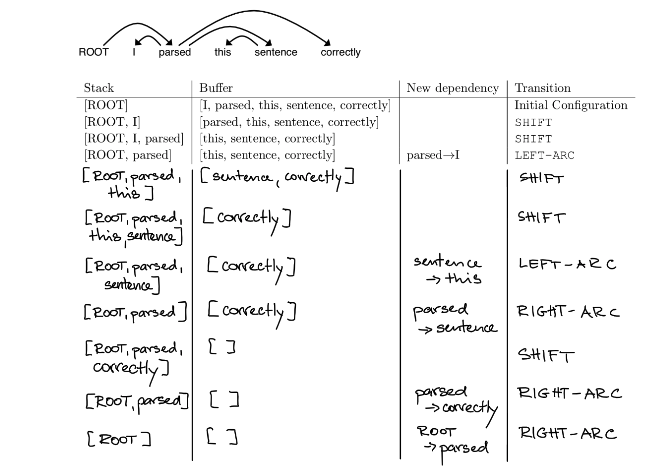 ROOT I parsed this sentence correctly
Stack Buffer New dependency Transition
[ROOT] [I, parsed, this, sentence, correctly] Initial Configuration
[ROOT, I] [parsed, this, sentence, correctly] SHIFT
[ROOT, I, parsed] [this, sentence, correctly] SHIFT
[ROOT, parsed] [this, sentence, correctly] parsed→I LEFT-ARC
[ROOT, parsed, [sentence, correctly] SHIFT
this]
[ROOT, parsed, [correctly] SHIFT
this, sentence]
[ROOT, parsed, [correctly] sentence LEFT-ARC
sentence] → this
[ROOT, parsed] [correctly] parsed RIGHT-ARC
→ sentence
[ROOT, parsed, [ ] SHIFT
correctly]
[ROOT, parsed] [ ] parsed RIGHT-ARC
→ correctly
[ROOT] [ ] ROOT RIGHT-ARC
→ parsed